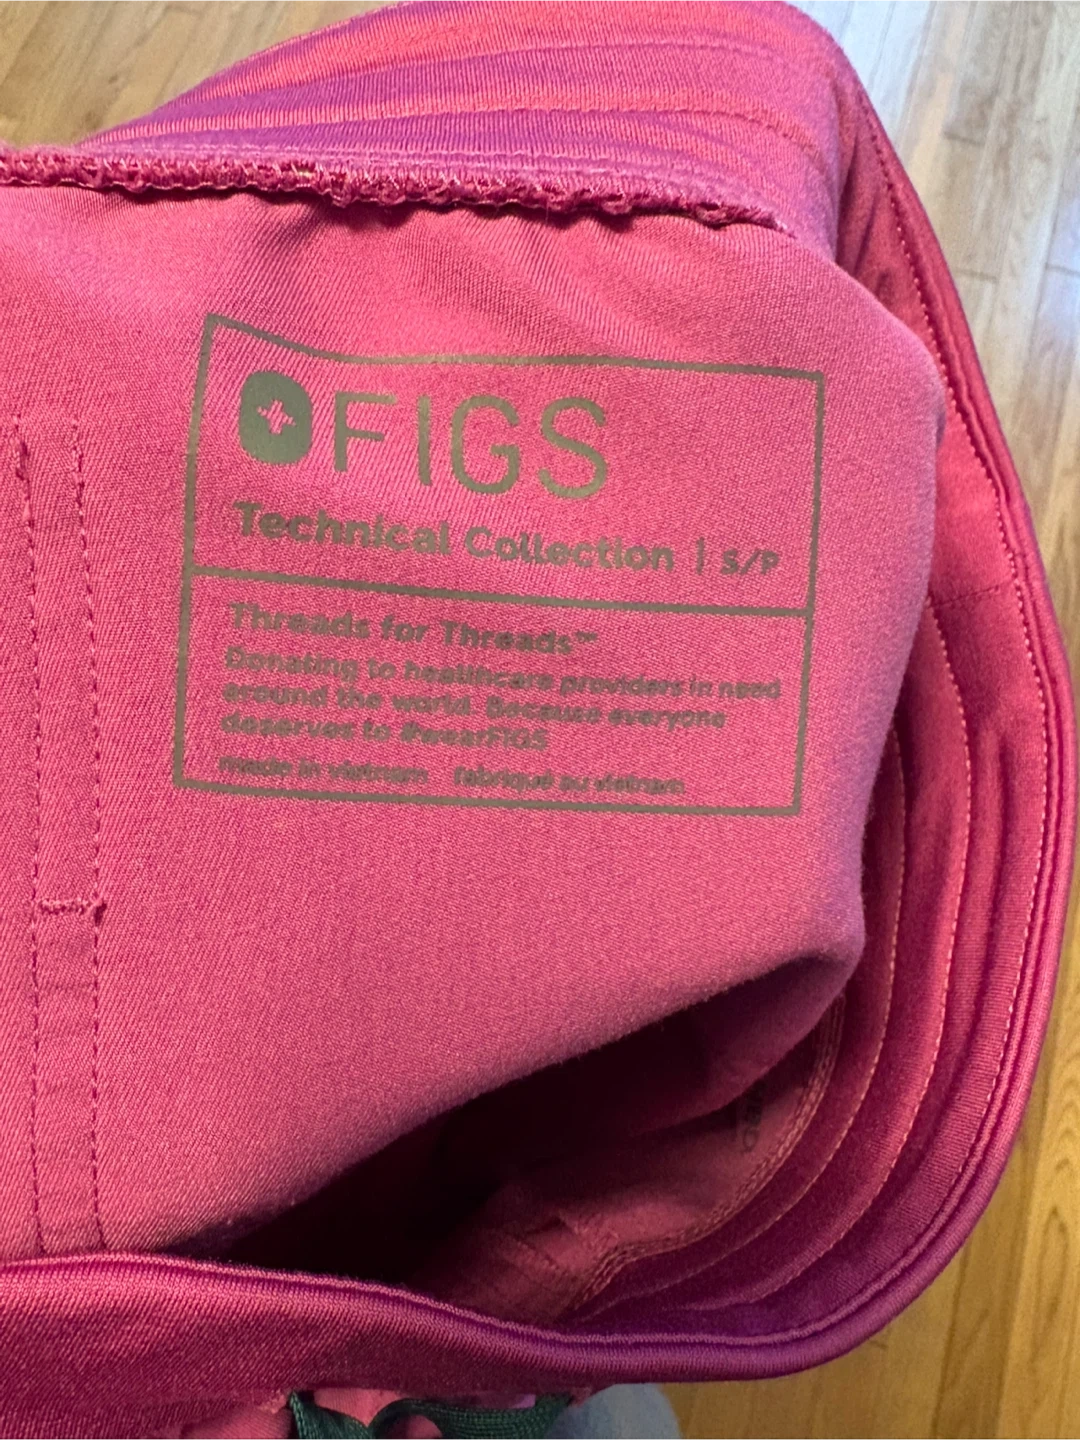 FIGS
Technical Collection | S/P
Threads for Threads™
Donating to healthcare providers in need
around the world. Because everyone
deserves to #wearFIGS
made in vietnam fabriqué au vietnam